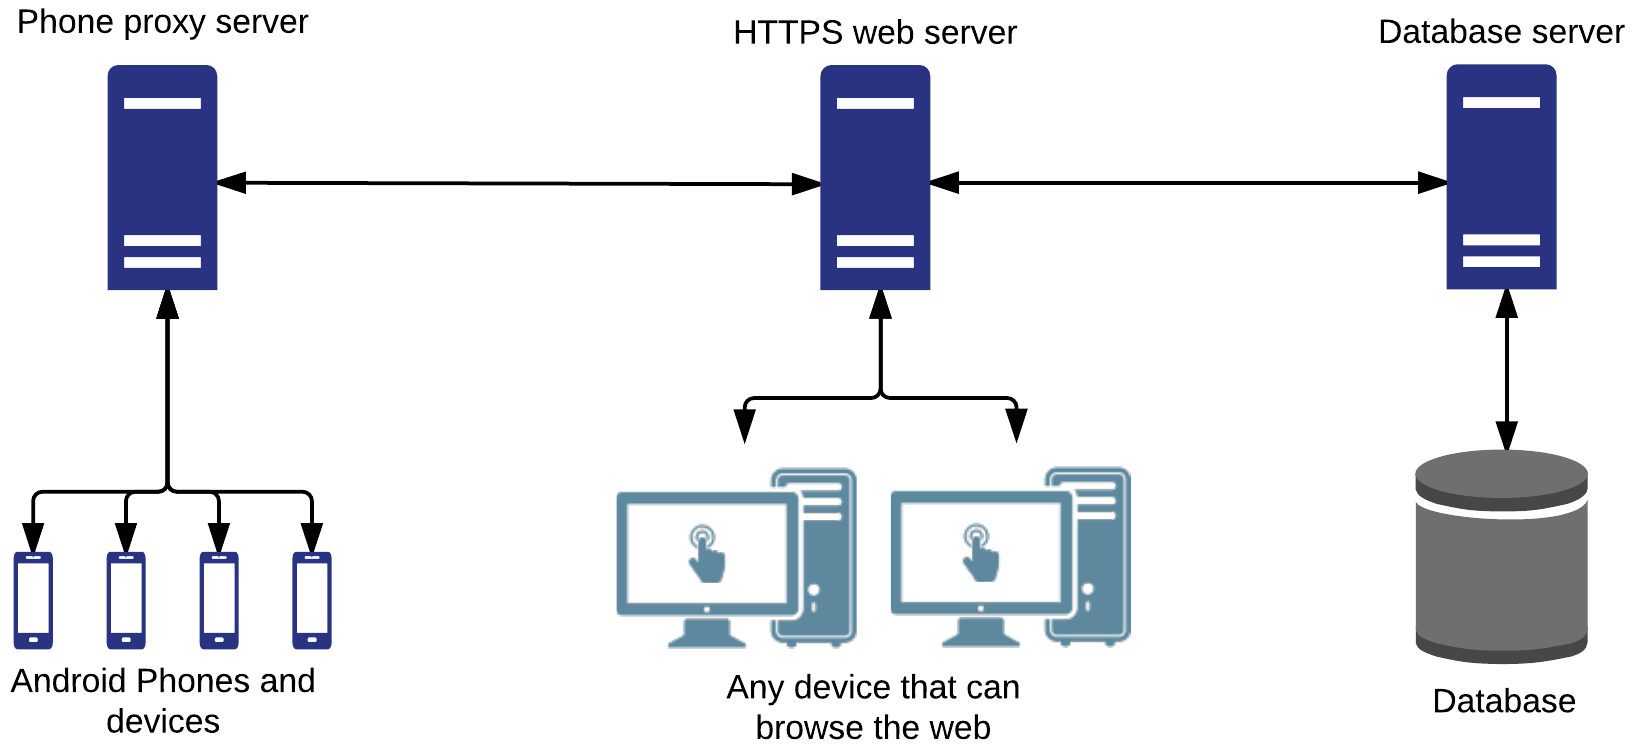 Phone proxy server
HTTPS web server
Database server
Android Phones and
devices
Any device that can
browse the web
Database